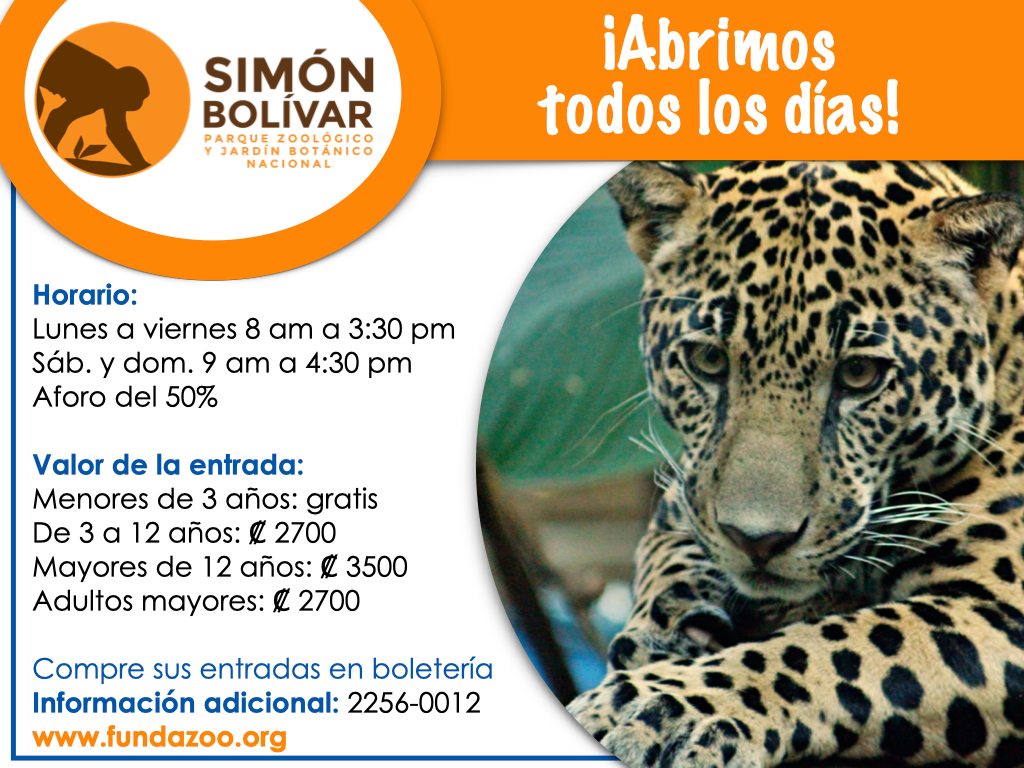 SIMÓN
BOLÍVAR
PARQUE ZOOLÓGICO
Y JARDÍN BOTÁNICO
NACIONAL
¡Abrimos
todos los días!
Horario:
Lunes a viernes 8 am a 3:30 pm
Sáb. y dom. 9 am a 4:30 pm
Aforo del 50%
Valor de la entrada:
Menores de 3 años: gratis
De 3 a 12 años: ₡ 2700
Mayores de 12 años: ₡ 3500
Adultos mayores: ₡ 2700
Compre sus entradas en boletería
Información adicional: 2256-0012
www.fundazoo.org